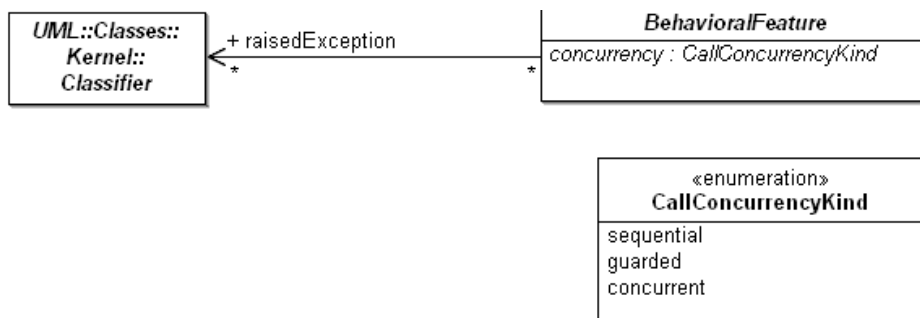 UML::Classes::
Kernel::
Classifier
+ raisedException
*
*
BehavioralFeature
concurrency : CallConcurrencyKind
«enumeration»
CallConcurrencyKind
sequential
guarded
concurrent